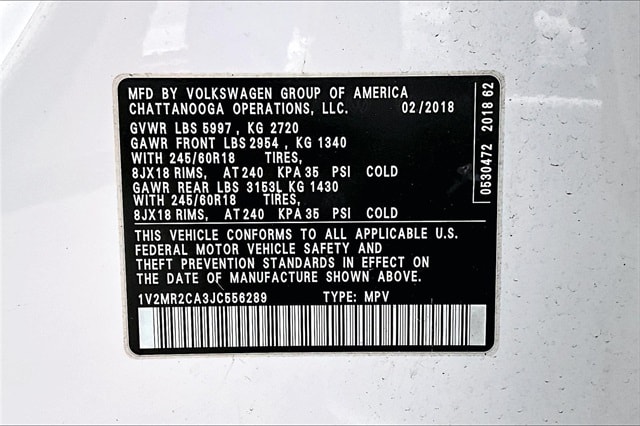 MFD BY VOLKSWAGEN GROUP OF AMERICA
CHATTANOOGA OPERATIONS, LLC. 02/2018
GVWR LBS 5997 , KG 2720
GAWR FRONT LBS 2954 , KG 1340
WITH 245/60R18 TIRES,
8JX18 RIMS, AT 240 KPA 35 PSI COLD
GAWR REAR LBS 3153L KG 1430
WITH 245/60R18 TIRES,
8JX18 RIMS, AT 240 KPA 35 PSI COLD
THIS VEHICLE CONFORMS TO ALL APPLICABLE U.S.
FEDERAL MOTOR VEHICLE SAFETY AND
THEFT PREVENTION STANDARDS IN EFFECT ON
THE DATE OF MANUFACTURE SHOWN ABOVE.
1V2MR2CA3JC556289 TYPE: MPV
0530472 2018 62